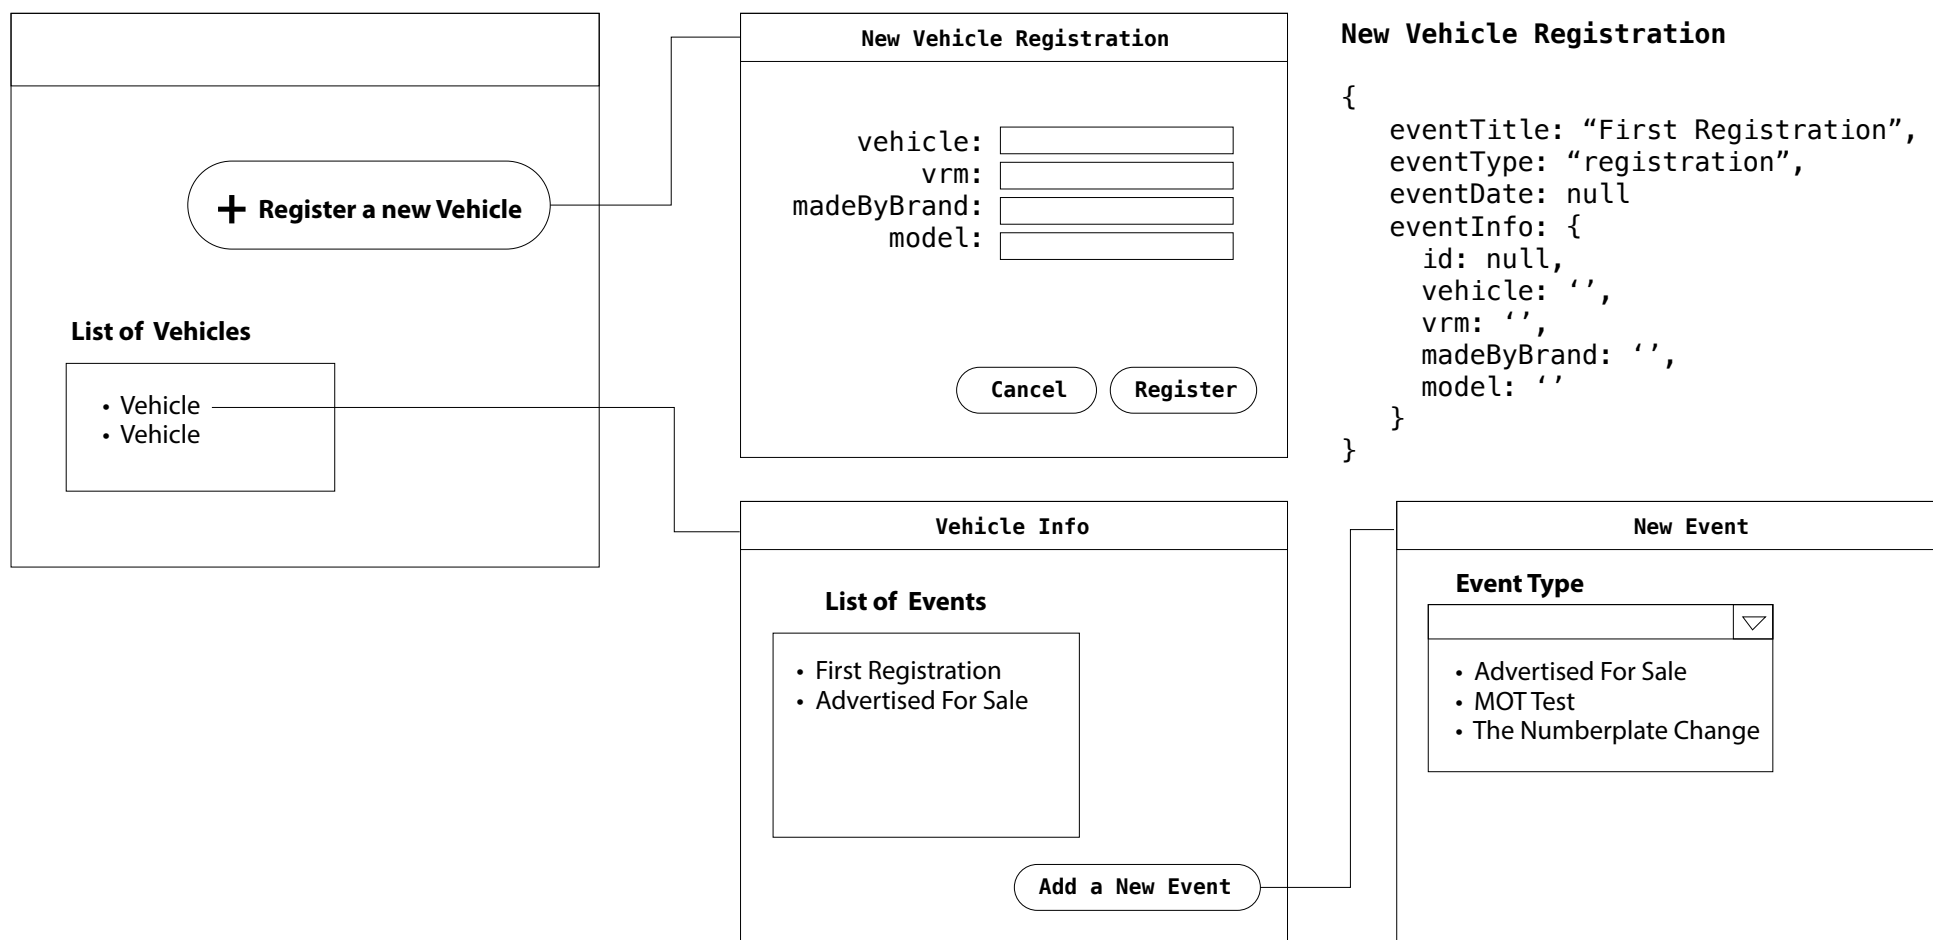 + Register a new Vehicle
List of Vehicles
• Vehicle
• Vehicle
New Vehicle Registration
vehicle:
vrm:
madeByBrand:
model:
Cancel
Register
New Vehicle Registration
{
eventTitle: “First Registration”,
eventType: “registration”,
eventDate: null
eventInfo: {
id: null,
vehicle: ‘’,
vrm: ‘’,
madeByBrand: ‘’,
model: ‘’
}
}
Vehicle Info
List of Events
• First Registration
• Advertised For Sale
Add a New Event
New Event
Event Type
• Advertised For Sale
• MOT Test
• The Numberplate Change